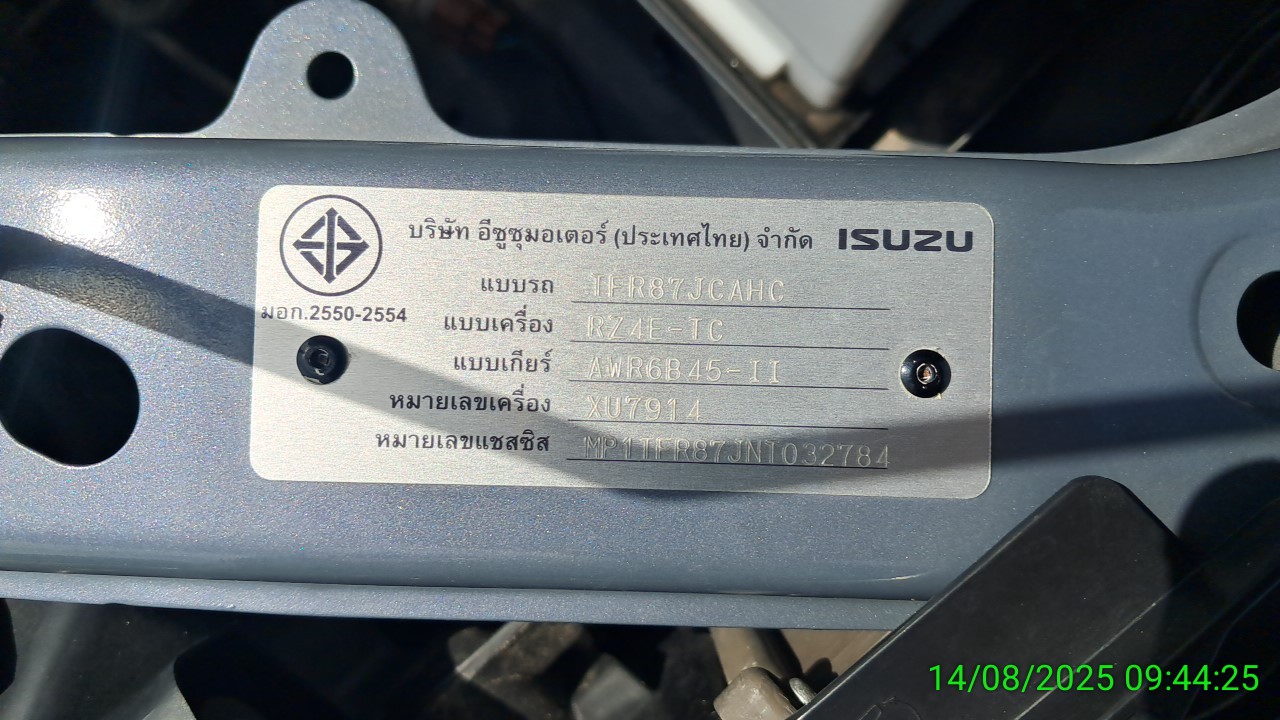 บริษัท อีซูซุมอเตอร์ (ประเทศไทย) จำกัด ISUZU
มอก.2550-2554
แบบรถ TFR87JCAHC
แบบเครื่อง RZ4E-TC
แบบเกียร์ AWR6B45-II
หมายเลขเครื่อง XU7914
หมายเลขแชสซิส MP1TFR87JNT032784
14/08/2025 09:44:25